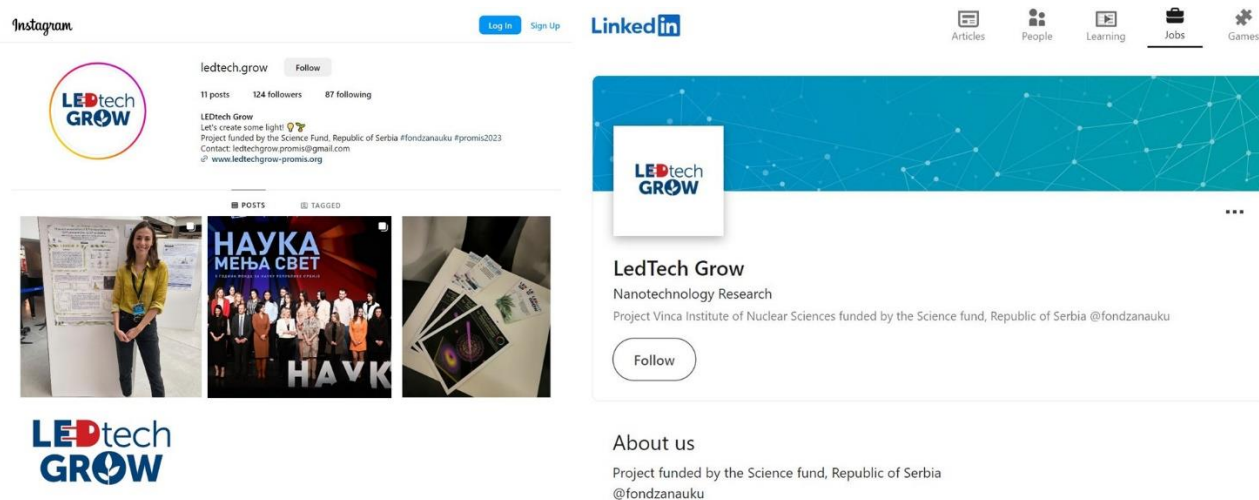 Instagram
Log In
Sign Up
LEDtech
GROW
ledtech.grow
Follow
11 posts 124 followers 87 following
LEDtech Grow
Let's create some light!
Project funded by the Science Fund, Republic of Serbia #fondzanauku #promis2023
Contact: ledtechgrow.promis@gmail.com
www.ledtechgrow-promis.org
POSTS
TAGGED
НАУКА
МЕЊА СВЕТ
НАУК
LEDtech
GROW
LinkedIn
Articles
People
Learning
Jobs
Games
LEDtech
GROW
LedTech Grow
Nanotechnology Research
Project Vinca Institute of Nuclear Sciences funded by the Science fund, Republic of Serbia @fondzanauku
Follow
About us
Project funded by the Science fund, Republic of Serbia
@fondzanauku